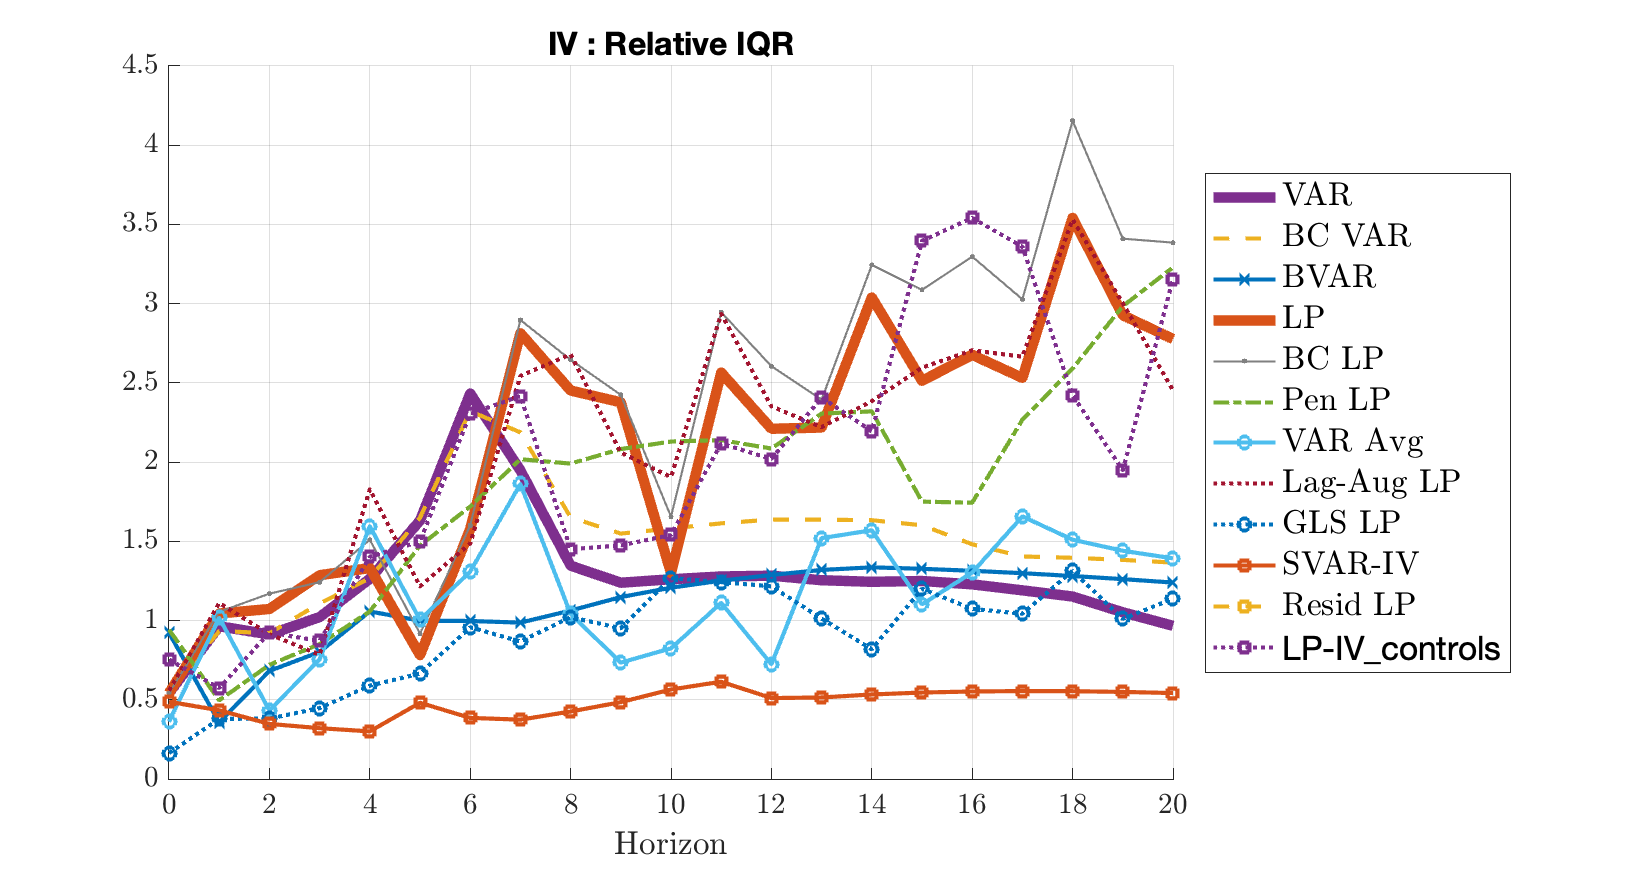 IV : Relative IQR
4.5
4
3.5
3
2.5
2
1.5
1
0.5
0
0 2 4 6 8 10 12 14 16 18 20
Horizon
VAR
BC VAR
BVAR
LP
BC LP
Pen LP
VAR Avg
Lag-Aug LP
GLS LP
SVAR-IV
Resid LP
LP-IV_controls